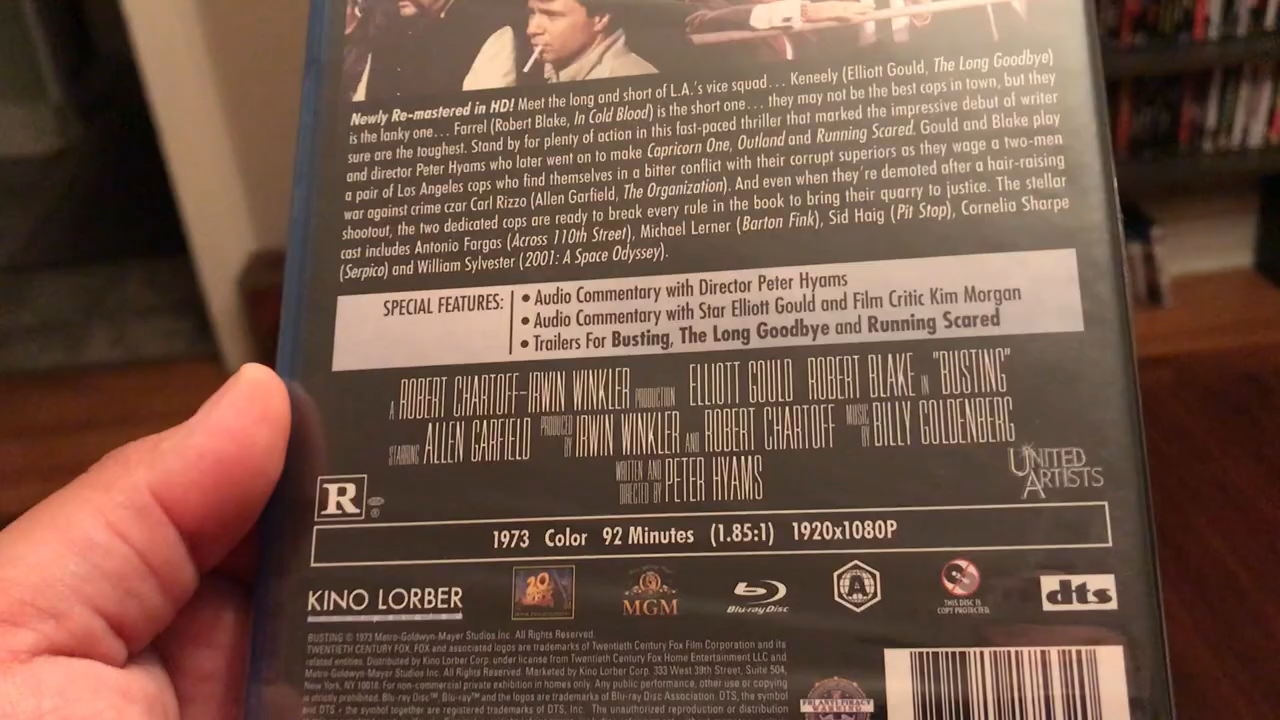 Newly Re-mastered in HD! Meet the long and short of L.A.'s vice squad... Keneely (Elliott Gould, The Long Goodbye)
is the lanky one... Farrel (Robert Blake, In Cold Blood) is the short one... they may not be the best cops in town, but they
sure are the toughest. Stand by for plenty of action in this fast-paced thriller that marked the impressive debut of writer
and director Peter Hyams who later went on to make Capricorn One, Outland and Running Scared. Gould and Blake play
a pair of Los Angeles cops who find themselves in a bitter conflict with their corrupt superiors as they wage a two-men
war against crime czar Carl Rizzo (Allen Garfield, The Organization). And even when they're demoted after a hair-raising
shootout, the two dedicated cops are ready to break every rule in the book to bring their quarry to justice. The stellar
cast includes Antonio Fargas (Across 110th Street), Michael Lerner (Barton Fink), Sid Haig (Pit Stop), Cornelia Sharpe
(Serpico) and William Sylvester (2001: A Space Odyssey).
SPECIAL FEATURES:
• Audio Commentary with Director Peter Hyams
• Audio Commentary with Star Elliott Gould and Film Critic Kim Morgan
• Trailers For Busting, The Long Goodbye and Running Scared
A ROBERT CHARTOFF-IRWIN WINKLER PRODUCTION ELLIOTT GOULD ROBERT BLAKE IN "BUSTING"
STARRING ALLEN GARFIELD PRODUCED BY IRWIN WINKLER AND ROBERT CHARTOFF MUSIC BY BILLY GOLDENBERG
WRITTEN AND DIRECTED BY PETER HYAMS
UNITED ARTISTS
R ®
1973 Color 92 Minutes (1.85:1) 1920x1080P
KINO LORBER
20th FOX
MGM
Blu-ray Disc
A
THIS DISC IS
COPY PROTECTED.
dts
BUSTING © 1973 Metro-Goldwyn-Mayer Studios Inc. All Rights Reserved.
TWENTIETH CENTURY FOX, FOX and associated logos are trademarks of Twentieth Century Fox Film Corporation and its
related entities. Distributed by Kino Lorber Corp. under license from Twentieth Century Fox Home Entertainment LLC and
Metro-Goldwyn-Mayer Studios Inc. All Rights Reserved. Marketed by Kino Lorber Corp. 333 West 39th Street, Suite 504,
New York, NY 10018. For non-commercial private exhibition in homes only. Any public performance, other use or copying
is strictly prohibited. Blu-ray Disc™ Blu-ray™ and the logos are trademarks of Blu-ray Disc Association. DTS, the symbol
and DTS + the symbol together are registered trademarks of DTS, Inc. The unauthorized reproduction or distribution
FBI ANTI-PIRACY
WARNING